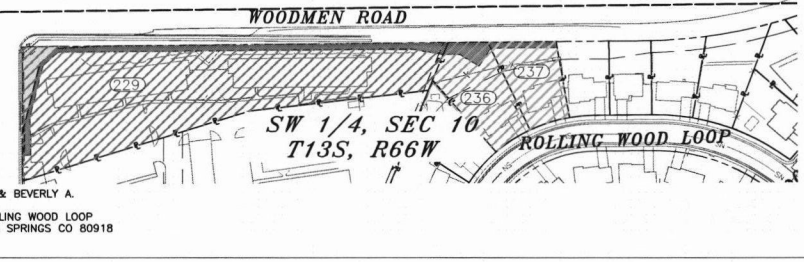 WOODMEN ROAD
229
237
236
SW 1/4, SEC 10
T13S, R66W
ROLLING WOOD LOOP
& BEVERLY A.
LING WOOD LOOP
SPRINGS CO 80918